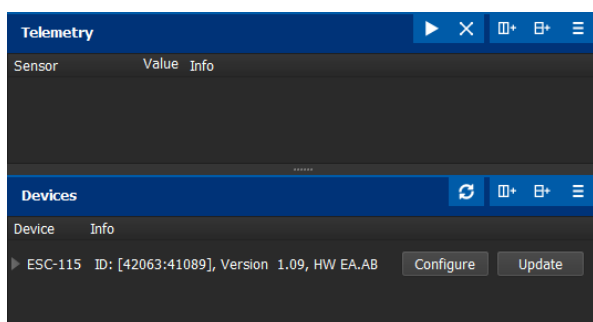 Telemetry
Sensor Value Info
Devices
Device Info
ESC-115 ID: [42063:41089], Version 1.09, HW EA.AB Configure Update